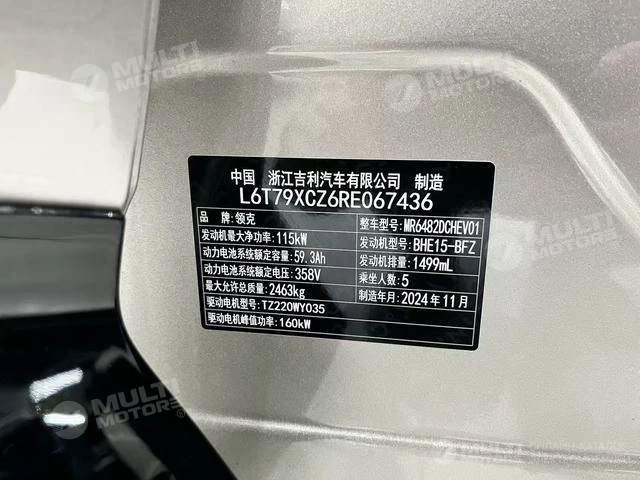 MULTI
MOTORS®
MULTI
MOTORS®
中国 浙江吉利汽车有限公司 制造
L6T79XCZ6RE067436
品牌:领克 整车型号:MR6482DCHEV01
发动机最大净功率:115kW 发动机型号:BHE15-BFZ
动力电池系统额定容量:59.3Ah 发动机排量:1499mL
动力电池系统额定电压:358V 乘坐人数:5
最大允许总质量:2463kg 制造年月:2024年11月
驱动电机型号:TZ220WY035
驱动电机峰值功率:160kW
MULTI
MOTORS®
MULTI